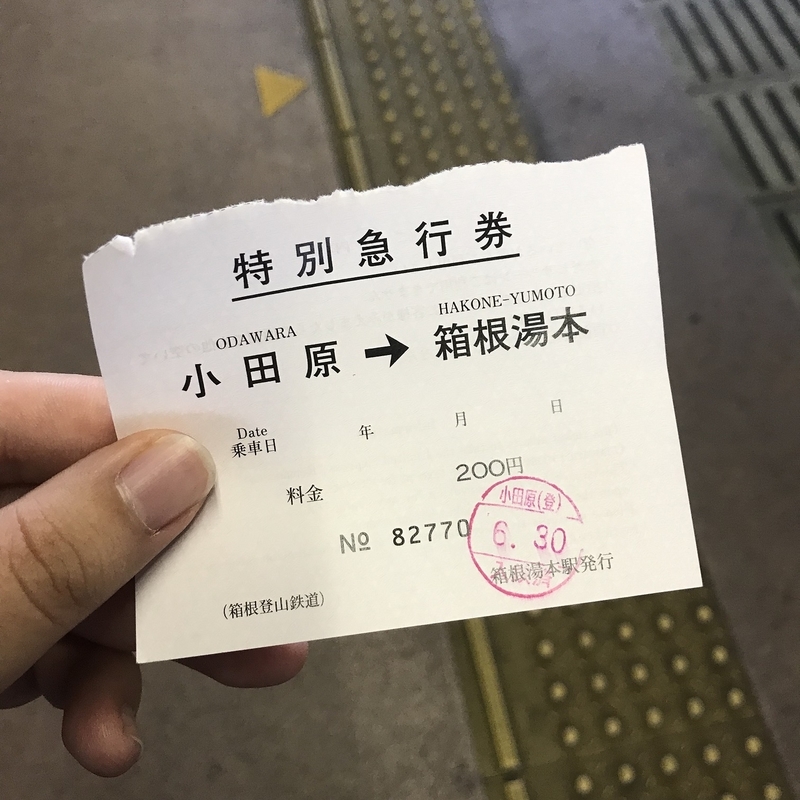 特別急行券
ODAWARA HAKONE-YUMOTO
小田原 ➡ 箱根湯本
Date
乗車日 年 月 日
料金 200円
№ 82770
小田原(登)
6. 30
箱根湯本駅発行
(箱根登山鉄道)